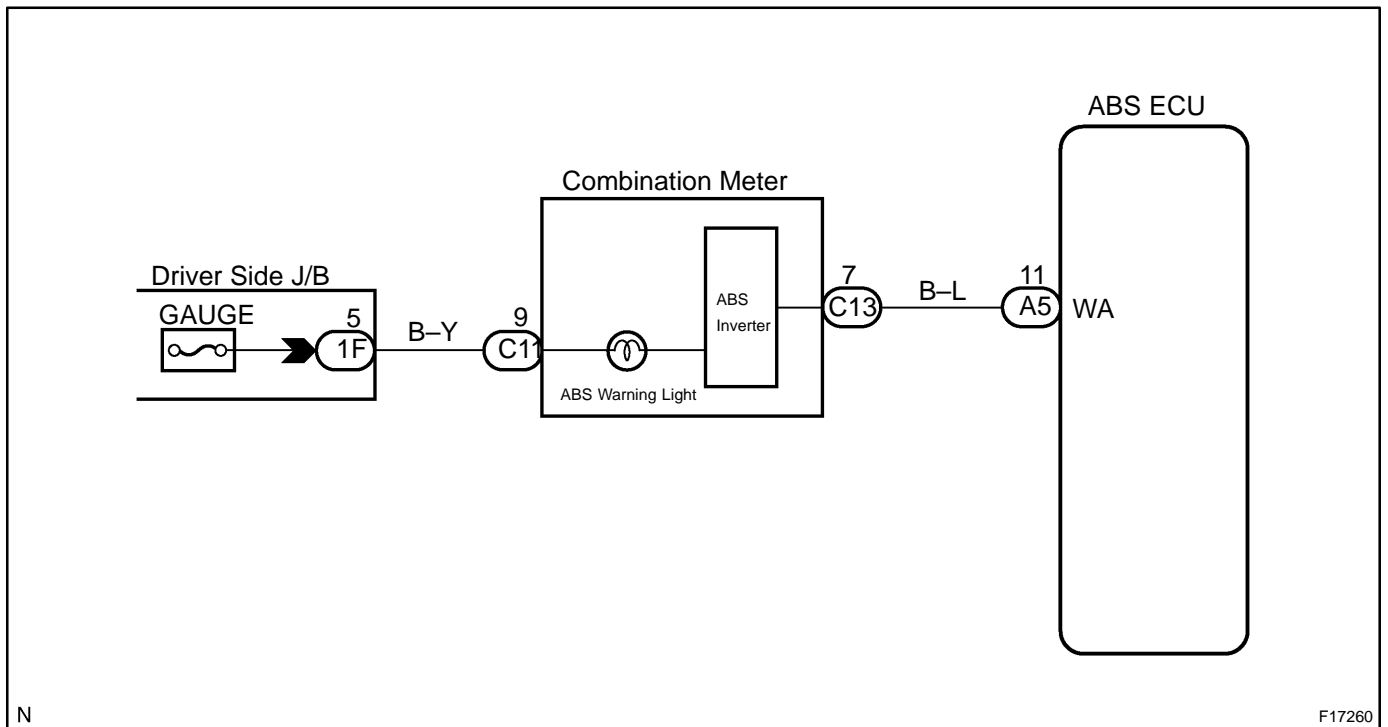 ABS ECU
Combination Meter
Driver Side J/B
GAUGE
5
1F
B–Y
9
C11
ABS Warning Light
ABS
Inverter
7
C13
B–L
11
A5
WA
N
F17260